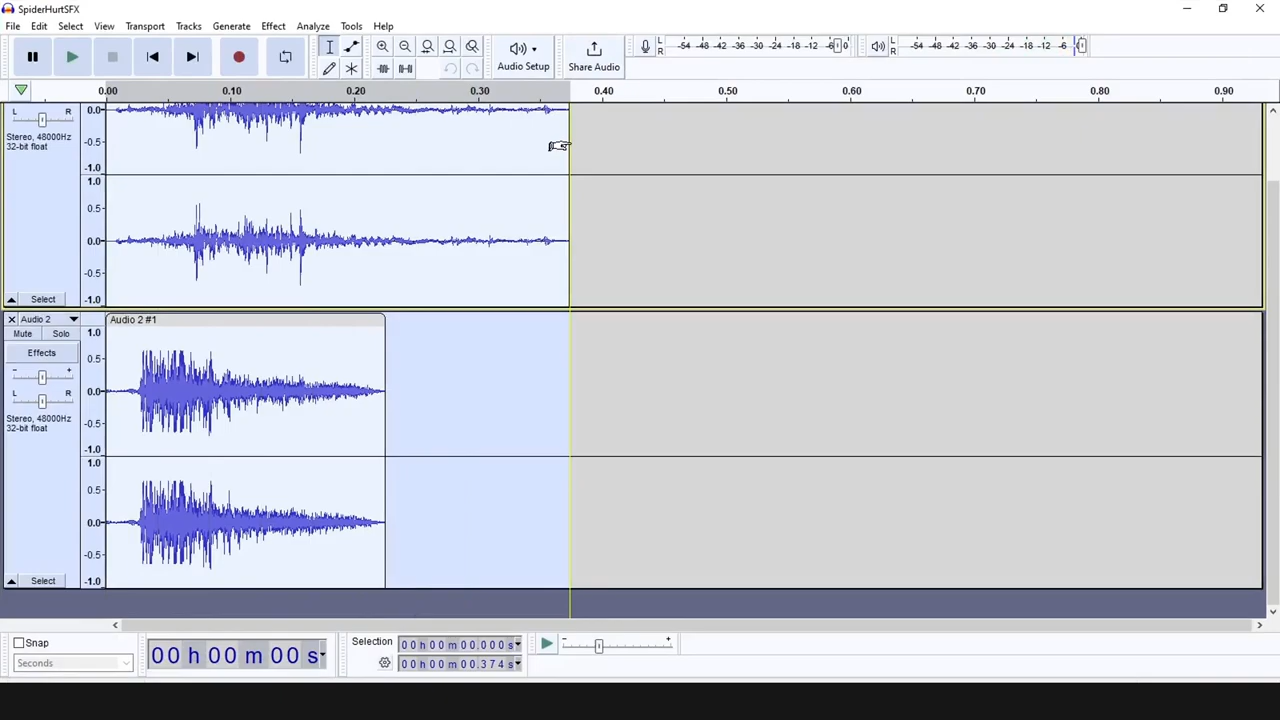 SpiderHurtSFX
File Edit Select View Transport Tracks Generate Effect Analyze Tools Help
Audio Setup
Share Audio
L R -54 -48 -42 -36 -30 -24 -18 -12 -6 0
L R -54 -48 -42 -36 -30 -24 -18 -12 -6
0.00 0.10 0.20 0.30 0.40 0.50 0.60 0.70 0.80 0.90
L R
Stereo, 48000Hz
32-bit float
0.0
-0.5
-1.0
1.0
0.5
0.0
-0.5
-1.0
Select
Audio 2
Audio 2 #1
Mute Solo
Effects
- +
L R
Stereo, 48000Hz
32-bit float
1.0
0.5
0.0
-0.5
-1.0
1.0
0.5
0.0
-0.5
-1.0
Select
Snap
Seconds
00 h 00 m 00 s
Selection
00 h 00 m 00.000 s
00 h 00 m 00.374 s
- +